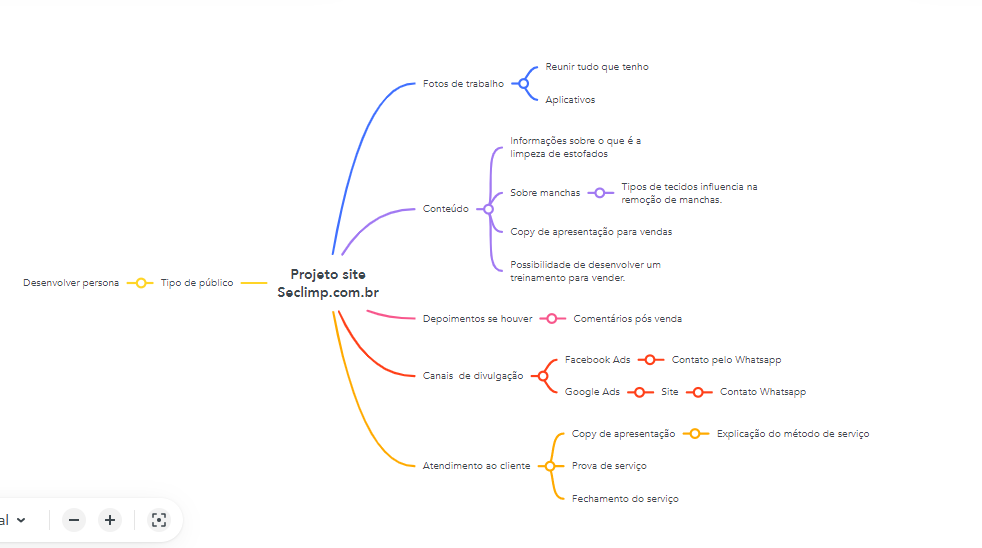 Reunir tudo que tenho
Fotos de trabalho
Aplicativos
Informações sobre o que é a
limpeza de estofados
Sobre manchas
Tipos de tecidos influencia na
remoção de manchas.
Conteúdo
Copy de apresentação para vendas
Possibilidade de desenvolver um
treinamento para vender.
Projeto site
Seclimp.com.br
Desenvolver persona
Tipo de público
Depoimentos se houver
Comentários pós venda
Facebook Ads
Contato pelo Whatsapp
Canais de divulgação
Google Ads
Site
Contato Whatsapp
Copy de apresentação
Explicação do método de serviço
Atendimento ao cliente
Prova de serviço
Fechamento do serviço
al